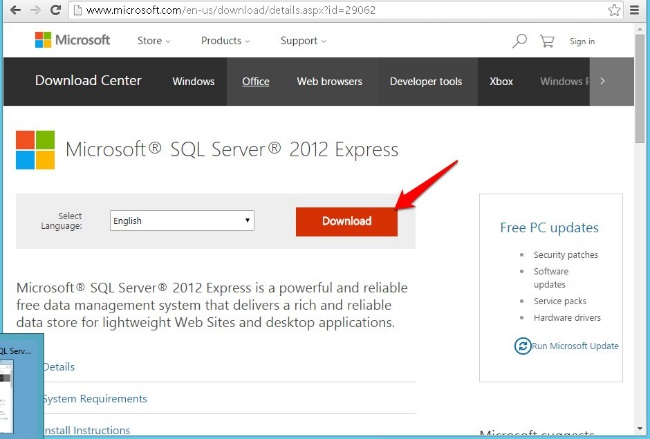 www.microsoft.com/en-us/download/details.aspx?id=29062
Microsoft Store Products Support Sign in
Download Center Windows Office Web browsers Developer tools Xbox Windows
Microsoft® SQL Server® 2012 Express
Select
Language:
English
Download
Free PC updates
Security patches
Software
updates
Service packs
Hardware drivers
Run Microsoft Update
Microsoft® SQL Server® 2012 Express is a powerful and reliable
free data management system that delivers a rich and reliable
data store for lightweight Web Sites and desktop applications.
QL Serv...
Details
System Requirements
Install Instructions
Microsoft suggests